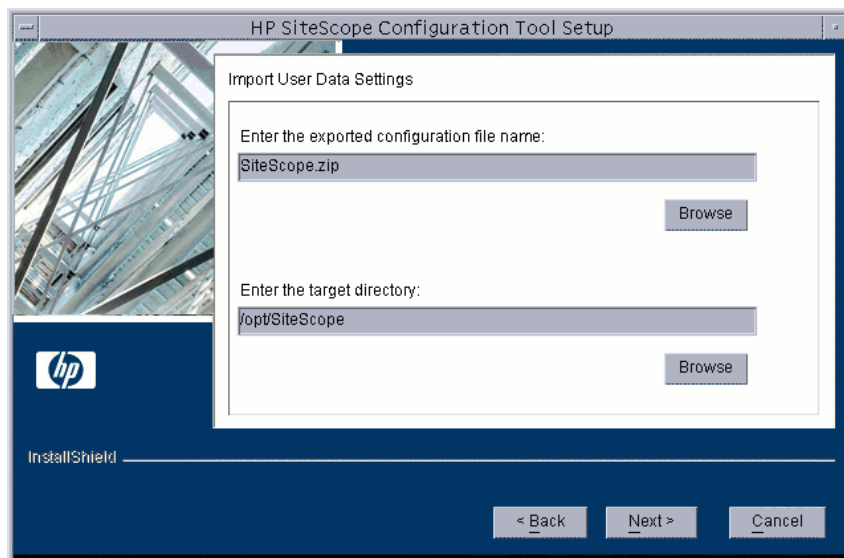 HP SiteScope Configuration Tool Setup
Import User Data Settings
Enter the exported configuration file name:
SiteScope.zip
Browse
Enter the target directory:
/opt/SiteScope
Browse
hp
InstallShield
< Back
Next >
Cancel